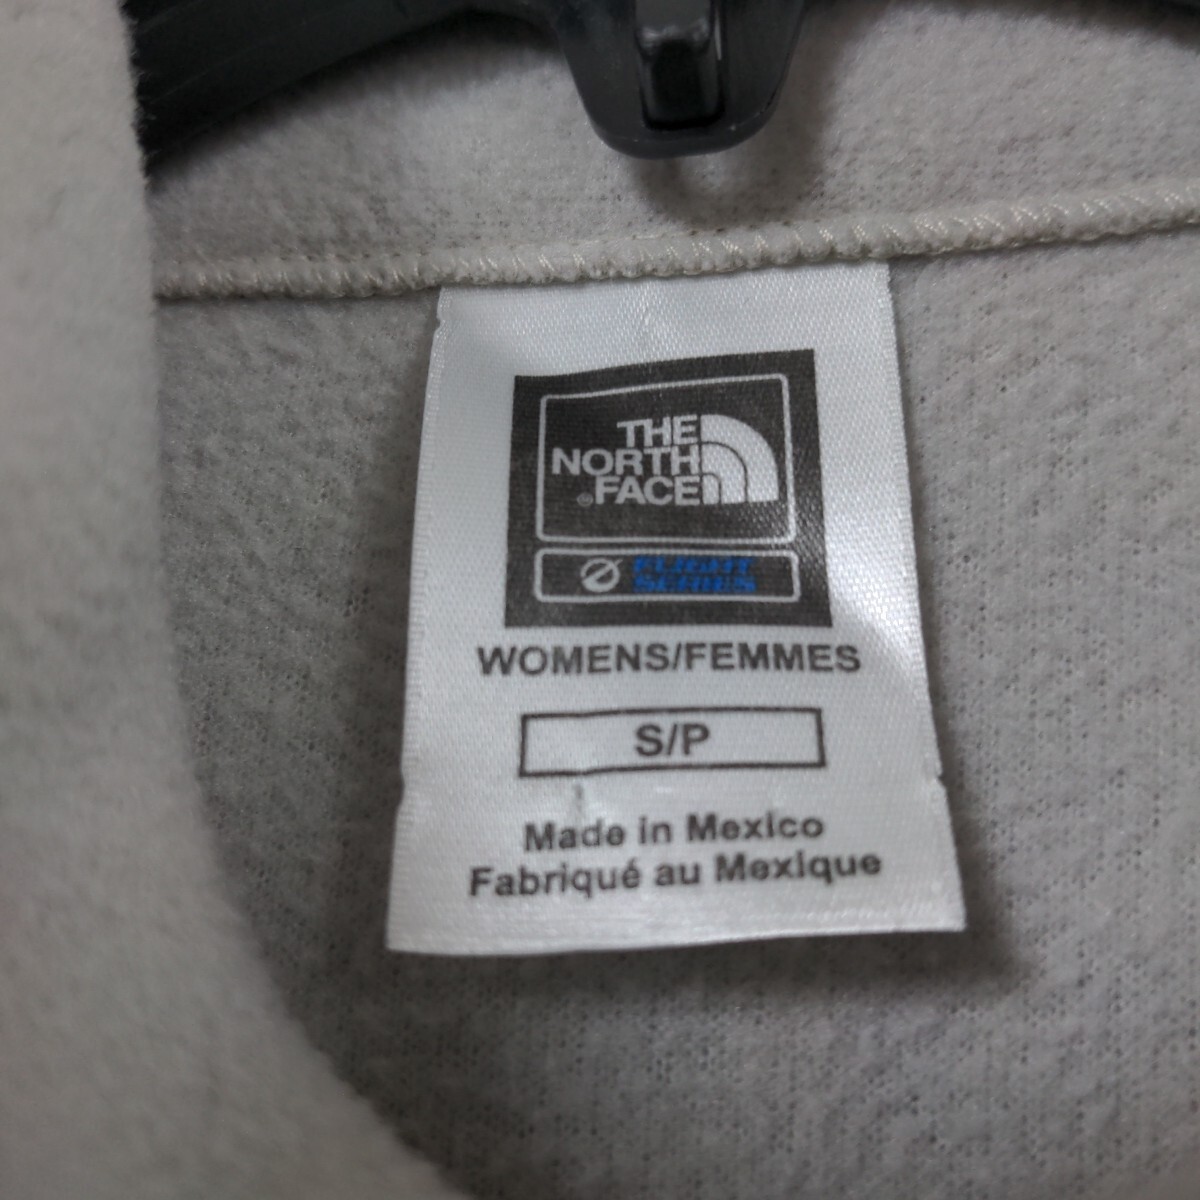 THE
NORTH
® FACE
FLIGHT
SERIES
WOMENS/FEMMES
S/P
Made in Mexico
Fabriqué au Mexique